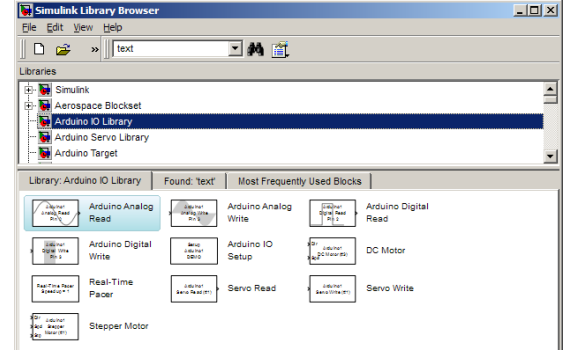 Simulink Library Browser
File Edit View Help
» text
Libraries
Simulink
Aerospace Blockset
Arduino IO Library
Arduino Servo Library
Arduino Target
Library: Arduino IO Library Found: 'text' Most Frequently Used Blocks
Arduino Analog Read
Arduino Analog Write
Arduino Digital Read
Arduino Digital Write
Arduino IO Setup
DC Motor
Real-Time Pacer
Servo Read
Servo Write
Stepper Motor